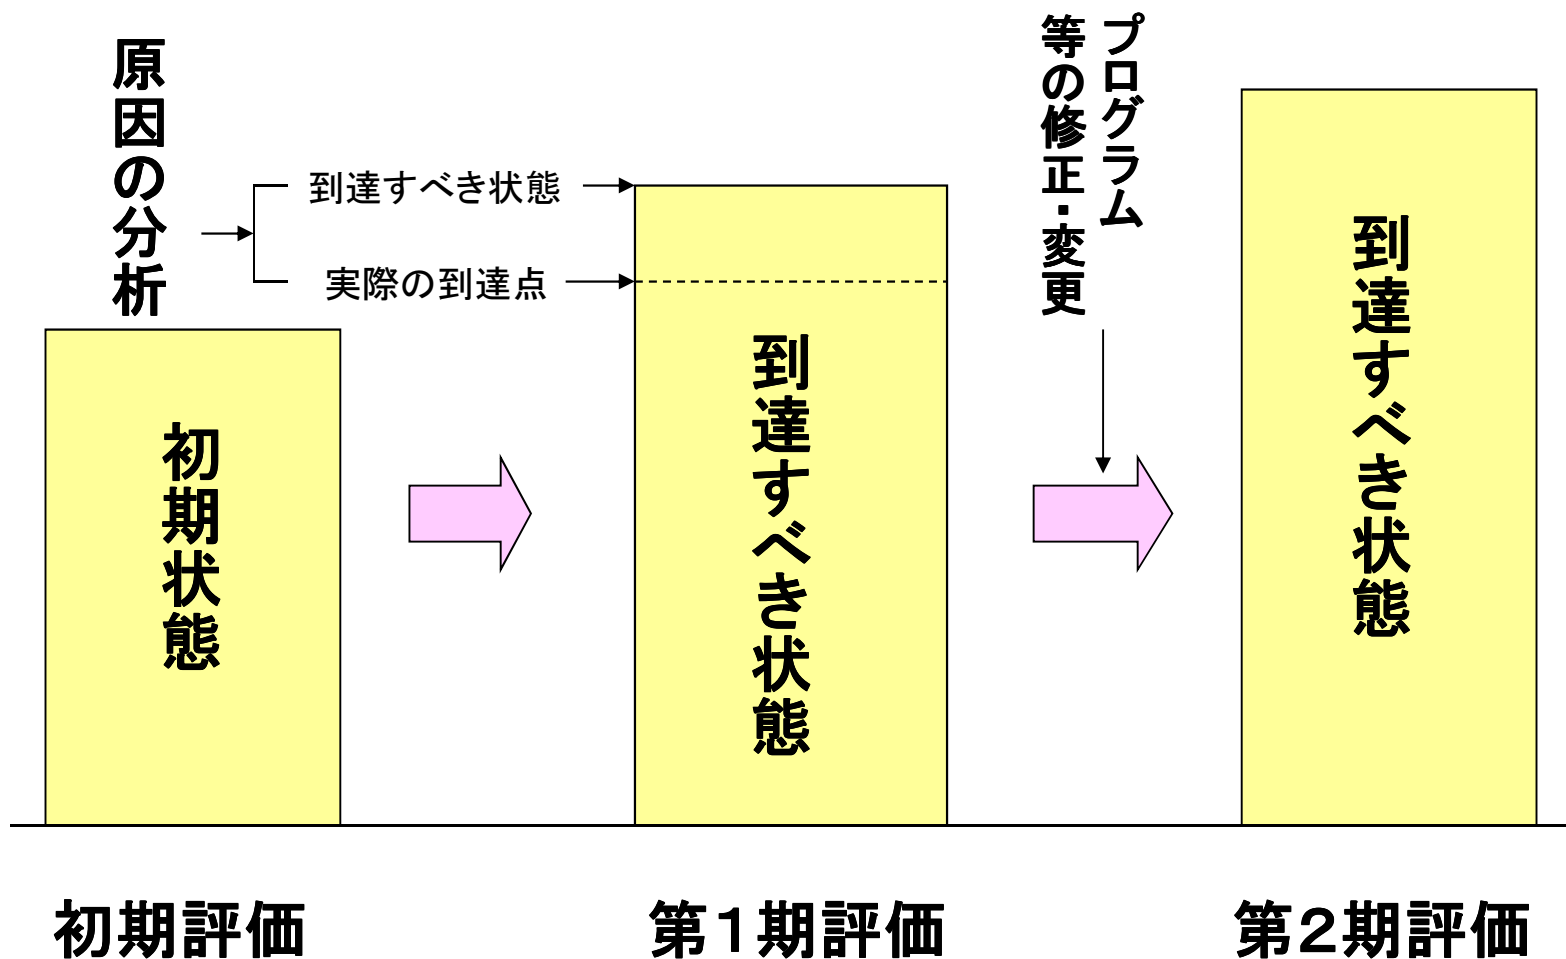 原因の分析
到達すべき状態
実際の到達点
プログラム
等の修正・変更
初期状態
到達すべき状態
到達すべき状態
初期評価
第１期評価
第２期評価